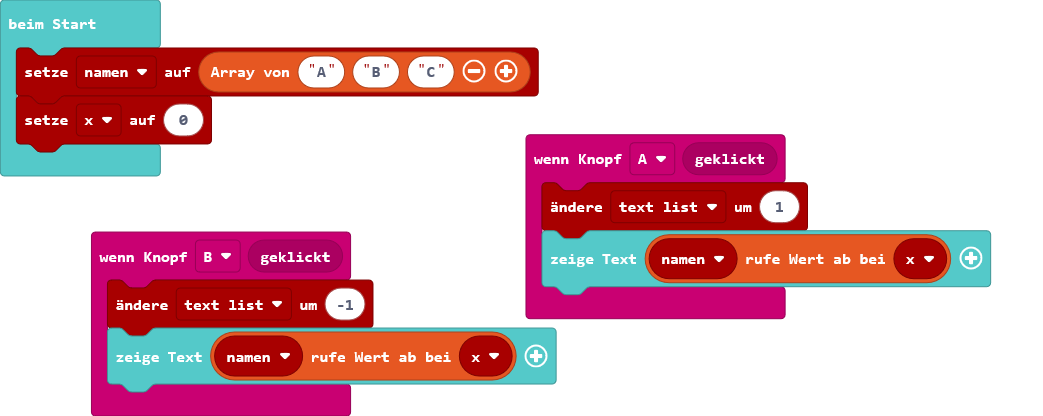 beim Start
setze namen auf Array von "A" "B" "C"
setze x auf 0
wenn Knopf A geklickt
ändere text list um 1
zeige Text namen rufe Wert ab bei x
wenn Knopf B geklickt
ändere text list um -1
zeige Text namen rufe Wert ab bei x